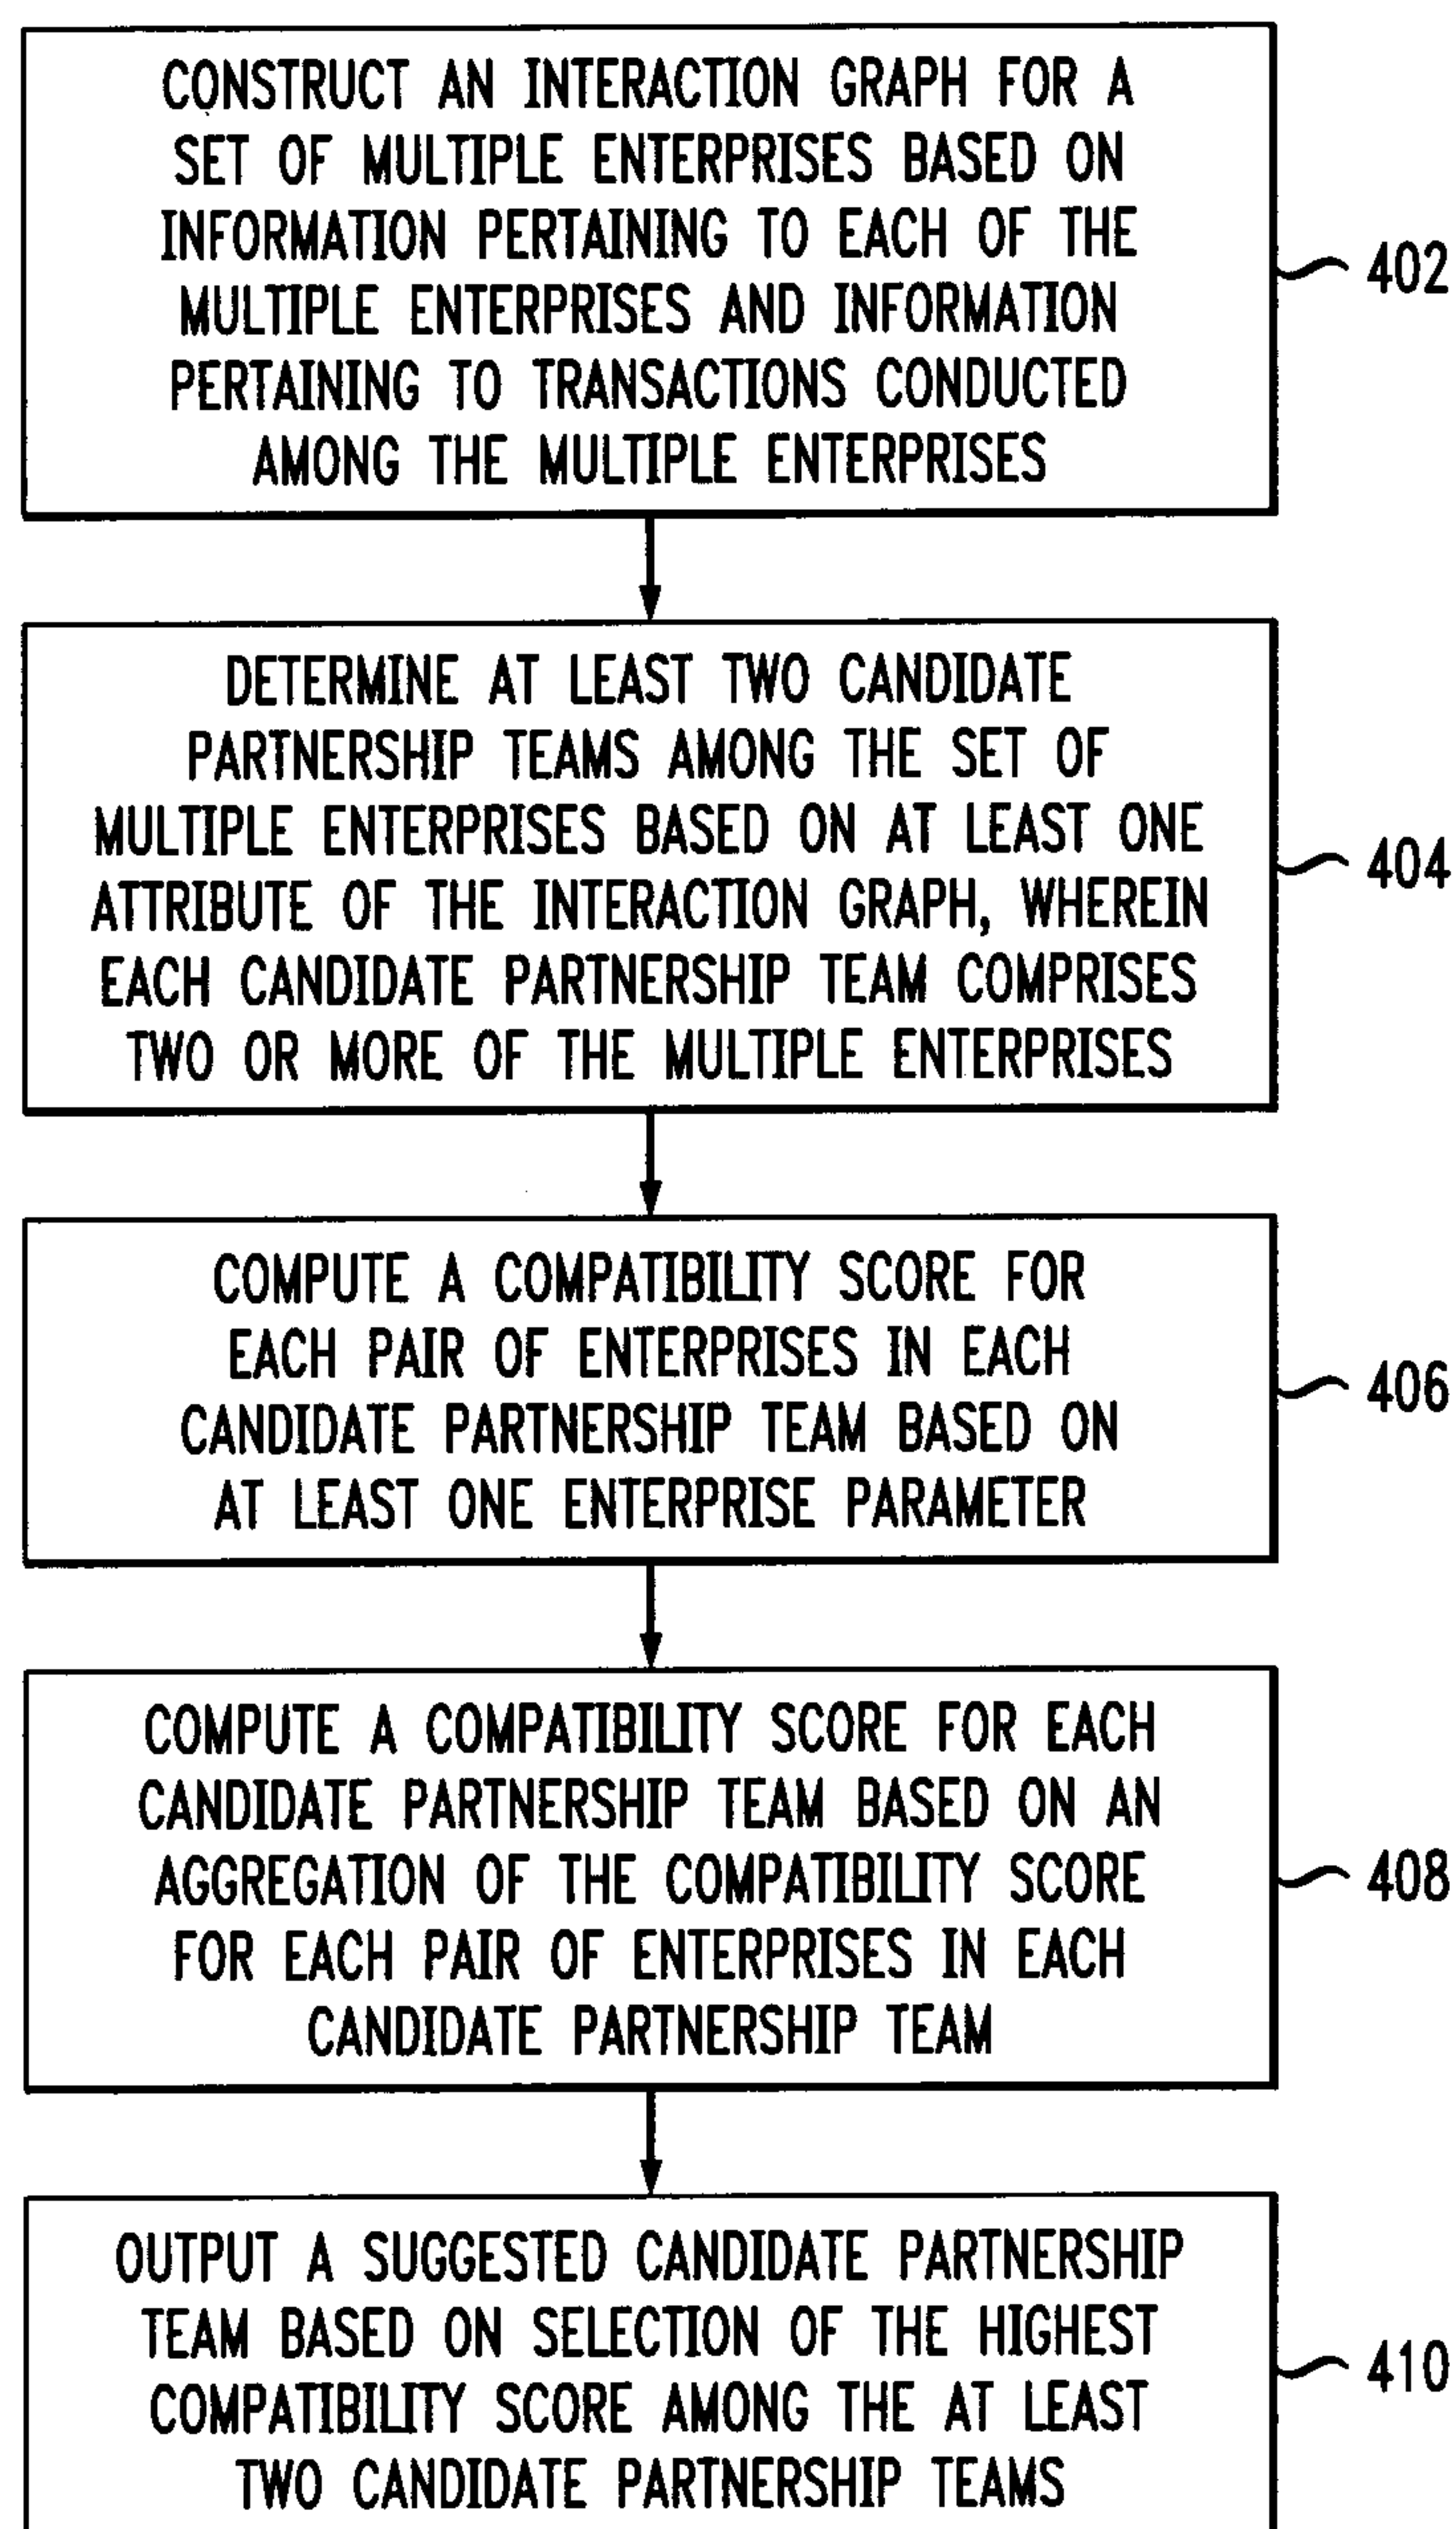 CONSTRUCT AN INTERACTION GRAPH FOR A
SET OF MULTIPLE ENTERPRISES BASED ON
INFORMATION PERTAINING TO EACH OF THE
MULTIPLE ENTERPRISES AND INFORMATION
PERTAINING TO TRANSACTIONS CONDUCTED
AMONG THE MULTIPLE ENTERPRISES
402
DETERMINE AT LEAST TWO CANDIDATE
PARTNERSHIP TEAMS AMONG THE SET OF
MULTIPLE ENTERPRISES BASED ON AT LEAST ONE
ATTRIBUTE OF THE INTERACTION GRAPH, WHEREIN
EACH CANDIDATE PARTNERSHIP TEAM COMPRISES
TWO OR MORE OF THE MULTIPLE ENTERPRISES
404
COMPUTE A COMPATIBILITY SCORE FOR
EACH PAIR OF ENTERPRISES IN EACH
CANDIDATE PARTNERSHIP TEAM BASED ON
AT LEAST ONE ENTERPRISE PARAMETER
406
COMPUTE A COMPATIBILITY SCORE FOR EACH
CANDIDATE PARTNERSHIP TEAM BASED ON AN
AGGREGATION OF THE COMPATIBILITY SCORE
FOR EACH PAIR OF ENTERPRISES IN EACH
CANDIDATE PARTNERSHIP TEAM
408
OUTPUT A SUGGESTED CANDIDATE PARTNERSHIP
TEAM BASED ON SELECTION OF THE HIGHEST
COMPATIBILITY SCORE AMONG THE AT LEAST
TWO CANDIDATE PARTNERSHIP TEAMS
410